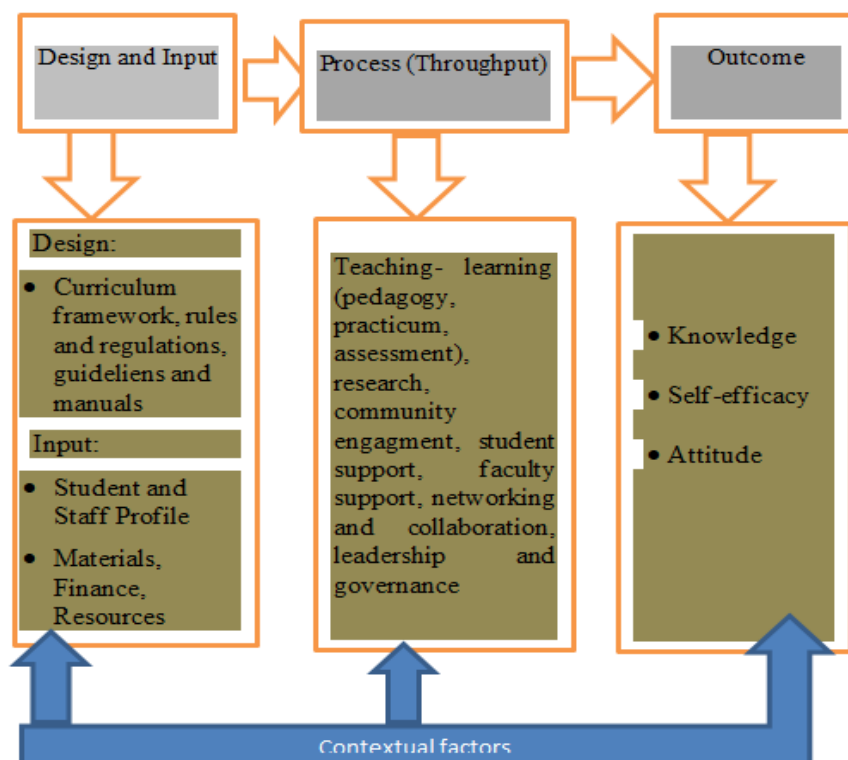 Design and Input
Process (Throughput)
Outcome
Design:
• Curriculum
framework, rules
and regulations,
guideliens and
manuals
Input:
• Student and
Staff Profile
• Materials,
Finance,
Resources
Teaching- learning
(pedagogy,
practicum,
assessment),
research,
community
engagment, student
support, faculty
support, networking
and collaboration,
leadership and
governance
• Knowledge
• Self-efficacy
• Attitude
Contextual factors